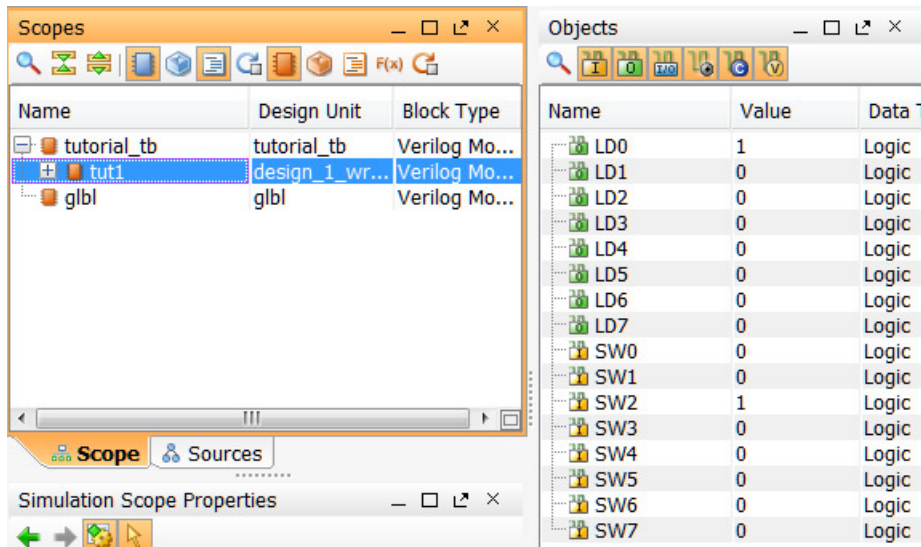 Scopes
F(x)
Name Design Unit Block Type
tutorial_tb tutorial_tb Verilog Mo...
tut1 design_1_wr... Verilog Mo...
glbl glbl Verilog Mo...
Scope Sources
Simulation Scope Properties
Objects
I O I/O C V
Name Value Data
LD0 1 Logic
LD1 0 Logic
LD2 0 Logic
LD3 0 Logic
LD4 0 Logic
LD5 0 Logic
LD6 0 Logic
LD7 0 Logic
SW0 0 Logic
SW1 0 Logic
SW2 1 Logic
SW3 0 Logic
SW4 0 Logic
SW5 0 Logic
SW6 0 Logic
SW7 0 Logic